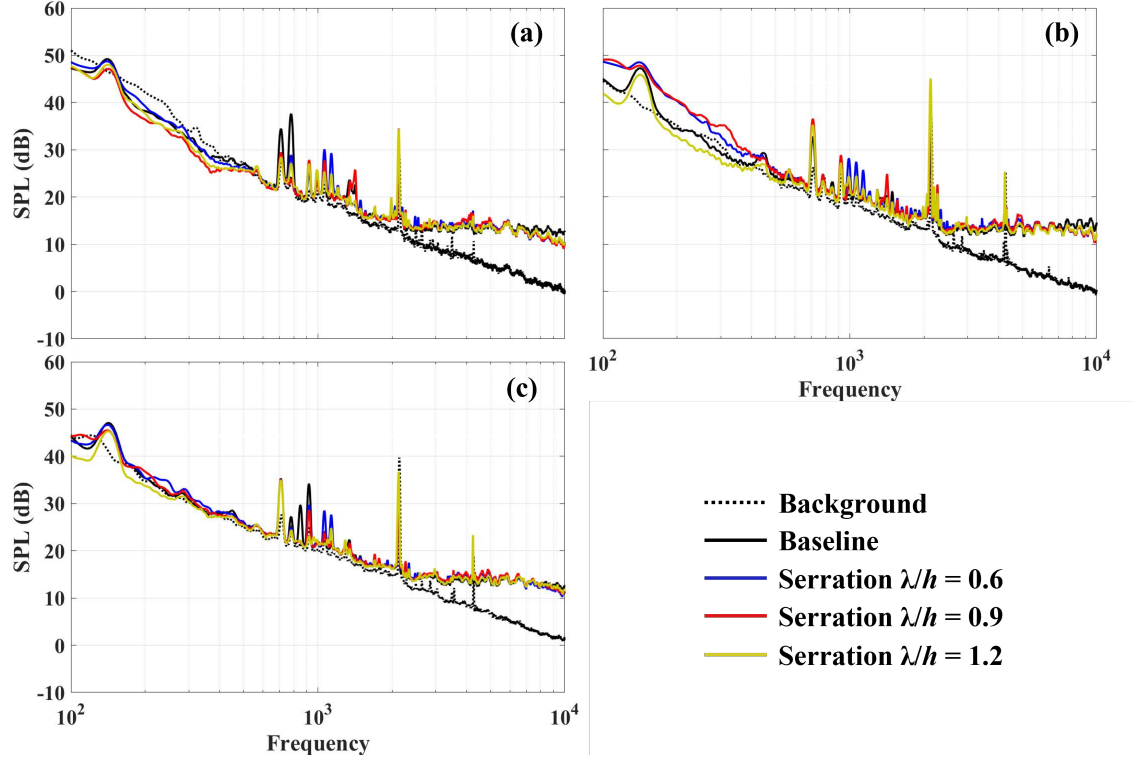 60
50
40
30
20
10
0
-10
SPL (dB)
(a)
(b)
10²
10³
10⁴
Frequency
60
50
40
30
20
10
0
-10
SPL (dB)
(c)
10²
10³
10⁴
Frequency
Background
Baseline
Serration λ/h = 0.6
Serration λ/h = 0.9
Serration λ/h = 1.2